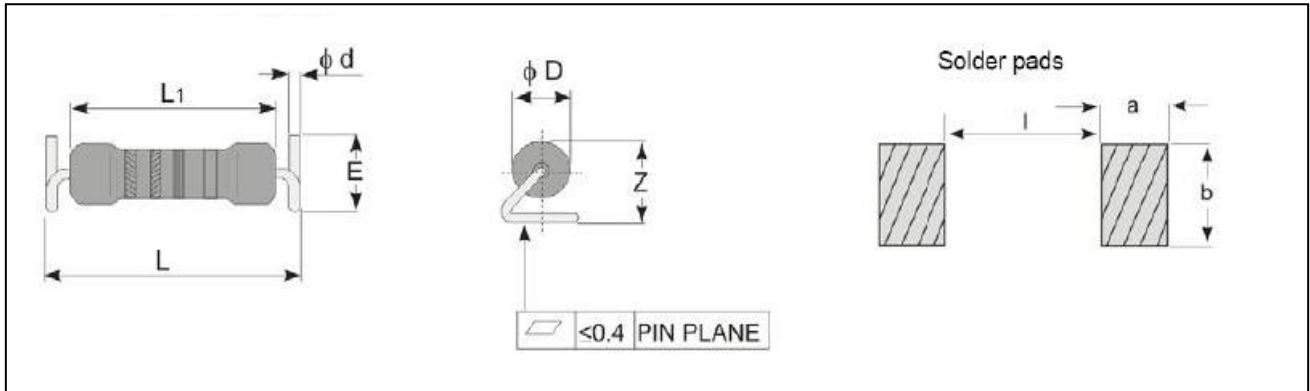 ϕ d
L1
E
L
ϕ D
Z
≤0.4 PIN PLANE
Solder pads
l
a
b